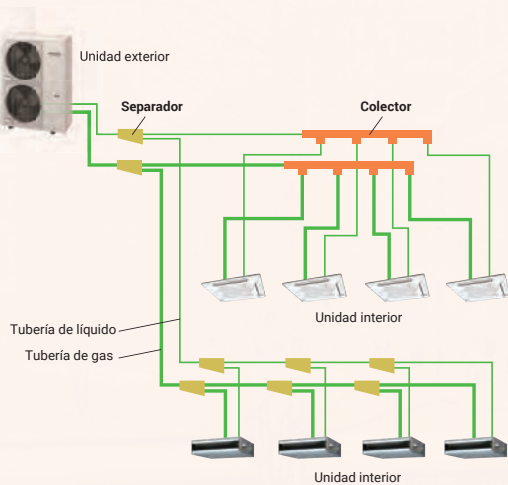 Unidad exterior
Separador
Colector
Unidad interior
Tubería de líquido
Tubería de gas
Unidad interior